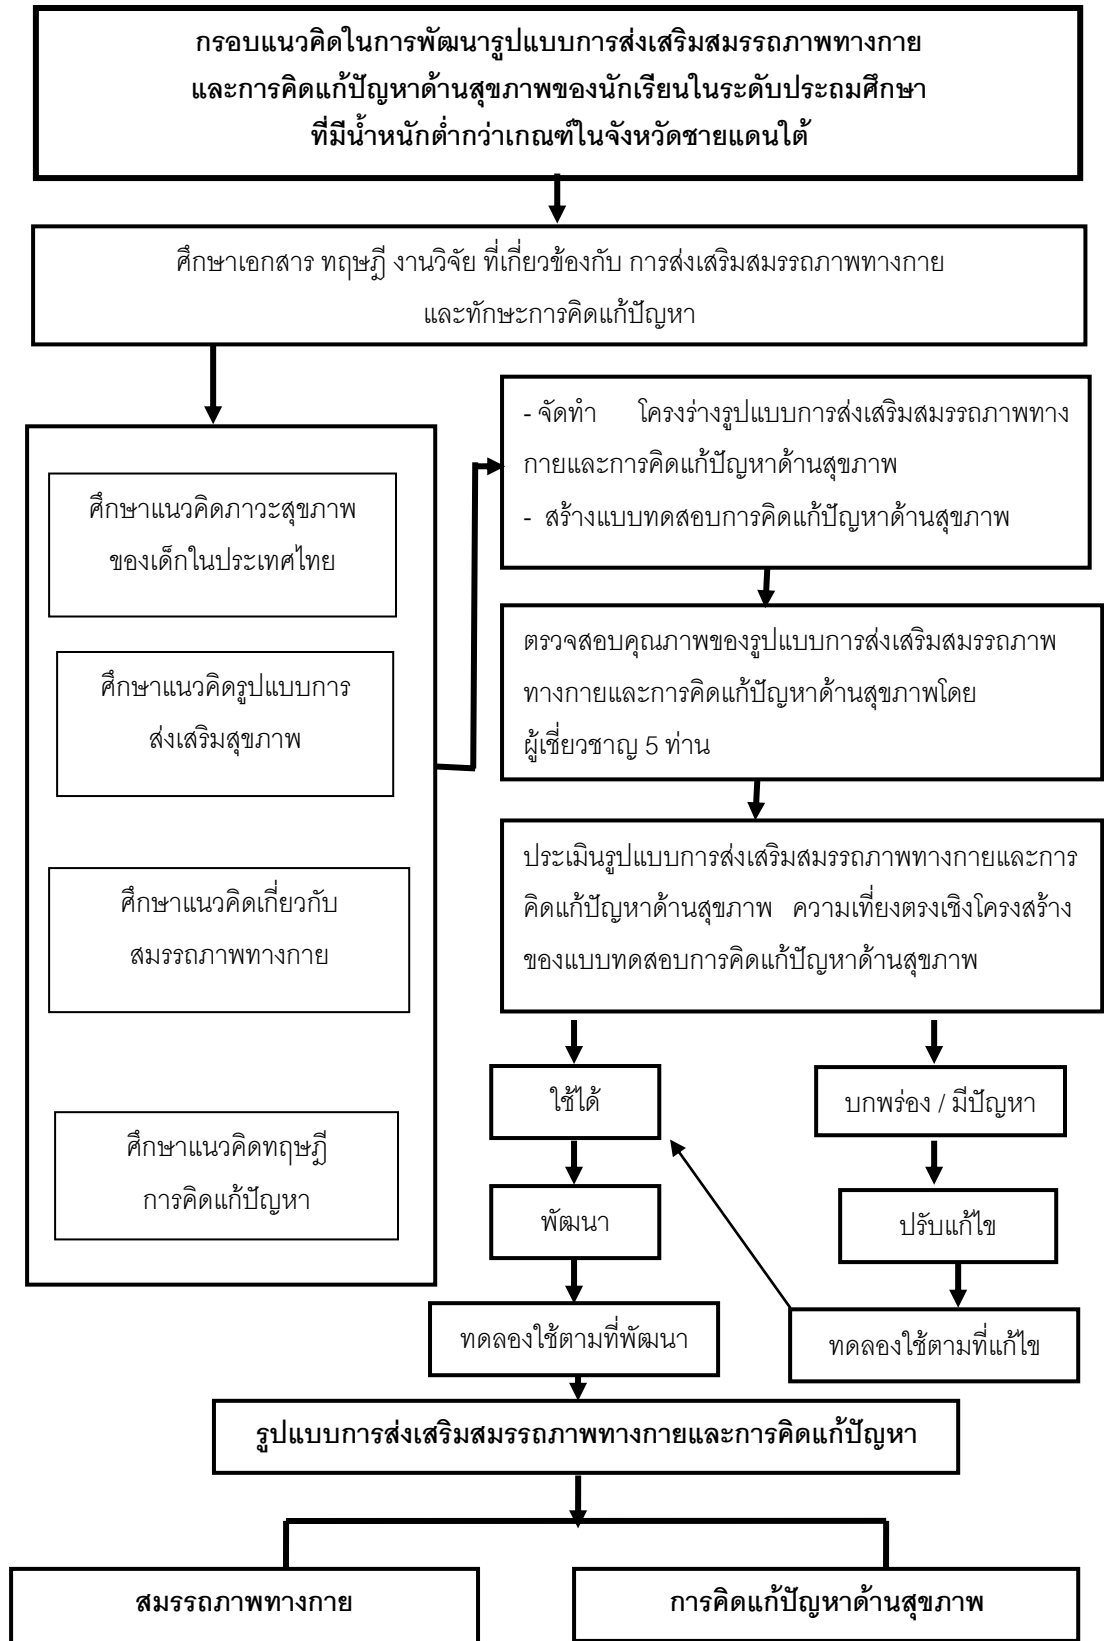 กรอบแนวคิดในการพัฒนารูปแบบการส่งเสริมสมรรถภาพทางกาย
และการคิดแก้ปัญหาด้านสุขภาพของนักเรียนในระดับประถมศึกษา
ที่มีน้ำหนักต่ำกว่าเกณฑ์ในจังหวัดชายแดนใต้
ศึกษาเอกสาร ทฤษฎี งานวิจัย ที่เกี่ยวข้องกับ การส่งเสริมสมรรถภาพทางกาย
และทักษะการคิดแก้ปัญหา
ศึกษาแนวคิดภาวะสุขภาพ
ของเด็กในประเทศไทย
ศึกษาแนวคิดรูปแบบการ
ส่งเสริมสุขภาพ
ศึกษาแนวคิดเกี่ยวกับ
สมรรถภาพทางกาย
ศึกษาแนวคิดทฤษฎี
การคิดแก้ปัญหา
- จัดทำ โครงร่างรูปแบบการส่งเสริมสมรรถภาพทาง
กายและการคิดแก้ปัญหาด้านสุขภาพ
- สร้างแบบทดสอบการคิดแก้ปัญหาด้านสุขภาพ
ตรวจสอบคุณภาพของรูปแบบการส่งเสริมสมรรถภาพ
ทางกายและการคิดแก้ปัญหาด้านสุขภาพโดย
ผู้เชี่ยวชาญ 5 ท่าน
ประเมินรูปแบบการส่งเสริมสมรรถภาพทางกายและการ
คิดแก้ปัญหาด้านสุขภาพ ความเที่ยงตรงเชิงโครงสร้าง
ของแบบทดสอบการคิดแก้ปัญหาด้านสุขภาพ
ใช้ได้
บกพร่อง / มีปัญหา
พัฒนา
ปรับแก้ไข
ทดลองใช้ตามที่พัฒนา
ทดลองใช้ตามที่แก้ไข
รูปแบบการส่งเสริมสมรรถภาพทางกายและการคิดแก้ปัญหา
สมรรถภาพทางกาย
การคิดแก้ปัญหาด้านสุขภาพ